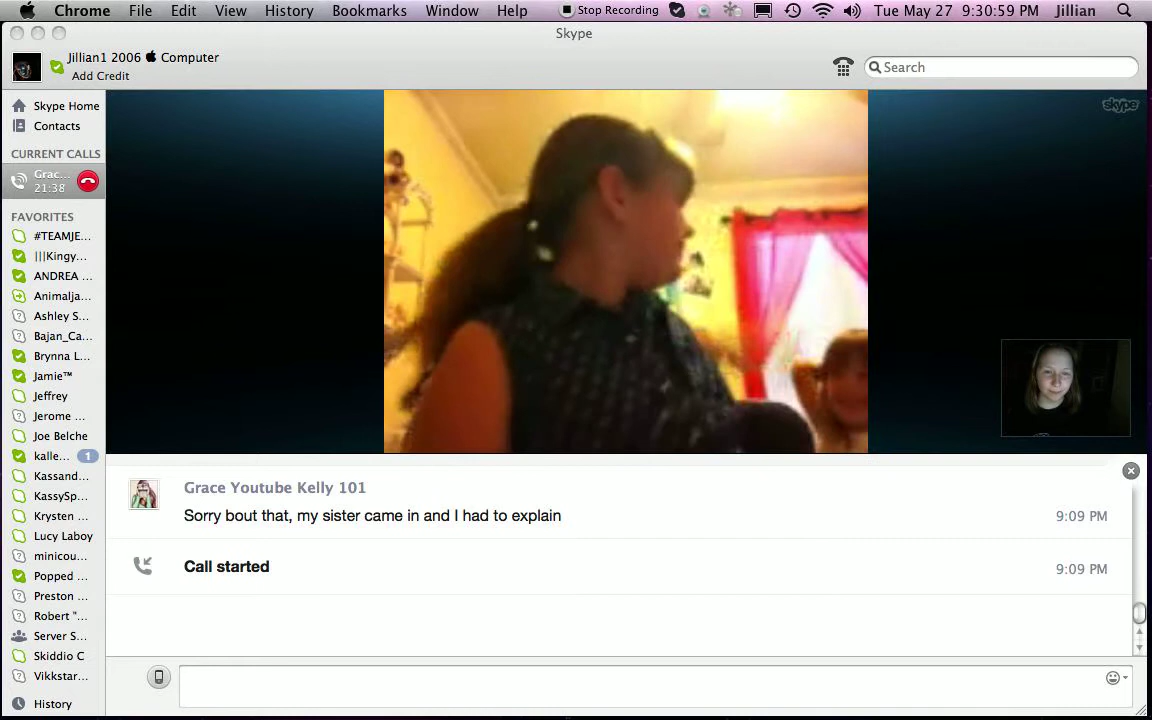 Chrome File Edit View History Bookmarks Window Help Stop Recording Tue May 27 9:30:59 PM Jillian
Skype
Jillian1 2006 Computer
Add Credit
Search
Skype Home
Contacts
CURRENT CALLS
Grac...
21:38
FAVORITES
#TEAMJE...
|||Kingy...
ANDREA ...
Animalja...
Ashley S...
Bajan_Ca...
Brynna L...
Jamie™
Jeffrey
Jerome ...
Joe Belche
kalle... 1
Kassand...
KassySp...
Krysten ...
Lucy Laboy
minicou...
Popped ...
Preston ...
Robert "...
Server S...
Skiddio C
Vikkstar...
History
skype
Grace Youtube Kelly 101
Sorry bout that, my sister came in and I had to explain 9:09 PM
Call started 9:09 PM